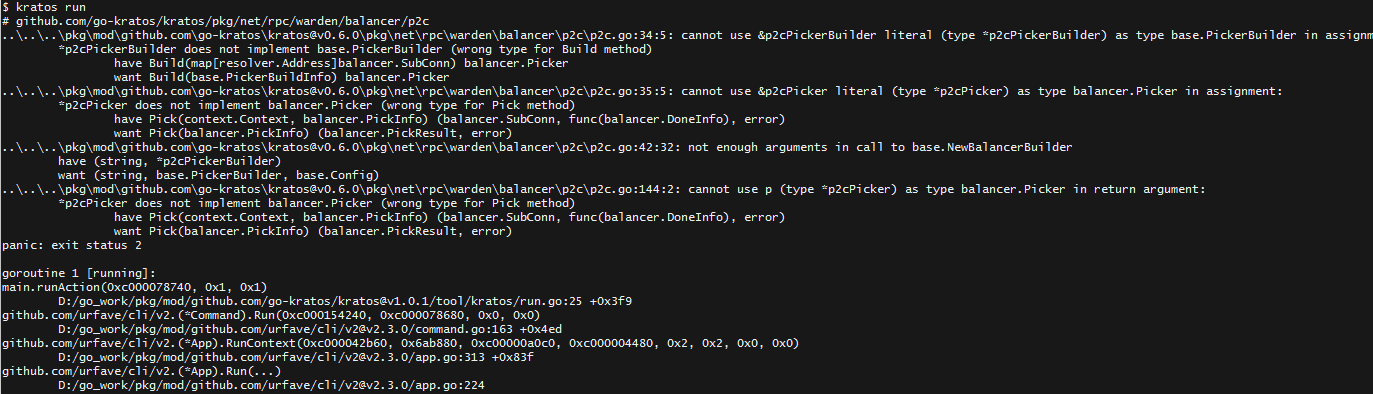 $ kratos run
# github.com/go-kratos/kratos/pkg/net/rpc/warden/balancer/p2c
..\..\..\pkg\mod\github.com\go-kratos\kratos@v0.6.0\pkg\net\rpc\warden\balancer\p2c\p2c.go:34:5: cannot use &p2cPickerBuilder literal (type *p2cPickerBuilder) as type base.PickerBuilder in assignm
*p2cPickerBuilder does not implement base.PickerBuilder (wrong type for Build method)
have Build(map[resolver.Address]balancer.SubConn) balancer.Picker
want Build(base.PickerBuildInfo) balancer.Picker
..\..\..\pkg\mod\github.com\go-kratos\kratos@v0.6.0\pkg\net\rpc\warden\balancer\p2c\p2c.go:35:5: cannot use &p2cPicker literal (type *p2cPicker) as type balancer.Picker in assignment:
*p2cPicker does not implement balancer.Picker (wrong type for Pick method)
have Pick(context.Context, balancer.PickInfo) (balancer.SubConn, func(balancer.DoneInfo), error)
want Pick(balancer.PickInfo) (balancer.PickResult, error)
..\..\..\pkg\mod\github.com\go-kratos\kratos@v0.6.0\pkg\net\rpc\warden\balancer\p2c\p2c.go:42:32: not enough arguments in call to base.NewBalancerBuilder
have (string, *p2cPickerBuilder)
want (string, base.PickerBuilder, base.Config)
..\..\..\pkg\mod\github.com\go-kratos\kratos@v0.6.0\pkg\net\rpc\warden\balancer\p2c\p2c.go:144:2: cannot use p (type *p2cPicker) as type balancer.Picker in return argument:
*p2cPicker does not implement balancer.Picker (wrong type for Pick method)
have Pick(context.Context, balancer.PickInfo) (balancer.SubConn, func(balancer.DoneInfo), error)
want Pick(balancer.PickInfo) (balancer.PickResult, error)
panic: exit status 2
goroutine 1 [running]:
main.runAction(0xc000078740, 0x1, 0x1)
D:/go_work/pkg/mod/github.com/go-kratos/kratos@v1.0.1/tool/kratos/run.go:25 +0x3f9
github.com/urfave/cli/v2.(*Command).Run(0xc000154240, 0xc000078680, 0x0, 0x0)
D:/go_work/pkg/mod/github.com/urfave/cli/v2@v2.3.0/command.go:163 +0x4ed
github.com/urfave/cli/v2.(*App).RunContext(0xc000042b60, 0x6ab880, 0xc00000a0c0, 0xc000004480, 0x2, 0x2, 0x0, 0x0)
D:/go_work/pkg/mod/github.com/urfave/cli/v2@v2.3.0/app.go:313 +0x83f
github.com/urfave/cli/v2.(*App).Run(...)
D:/go_work/pkg/mod/github.com/urfave/cli/v2@v2.3.0/app.go:224